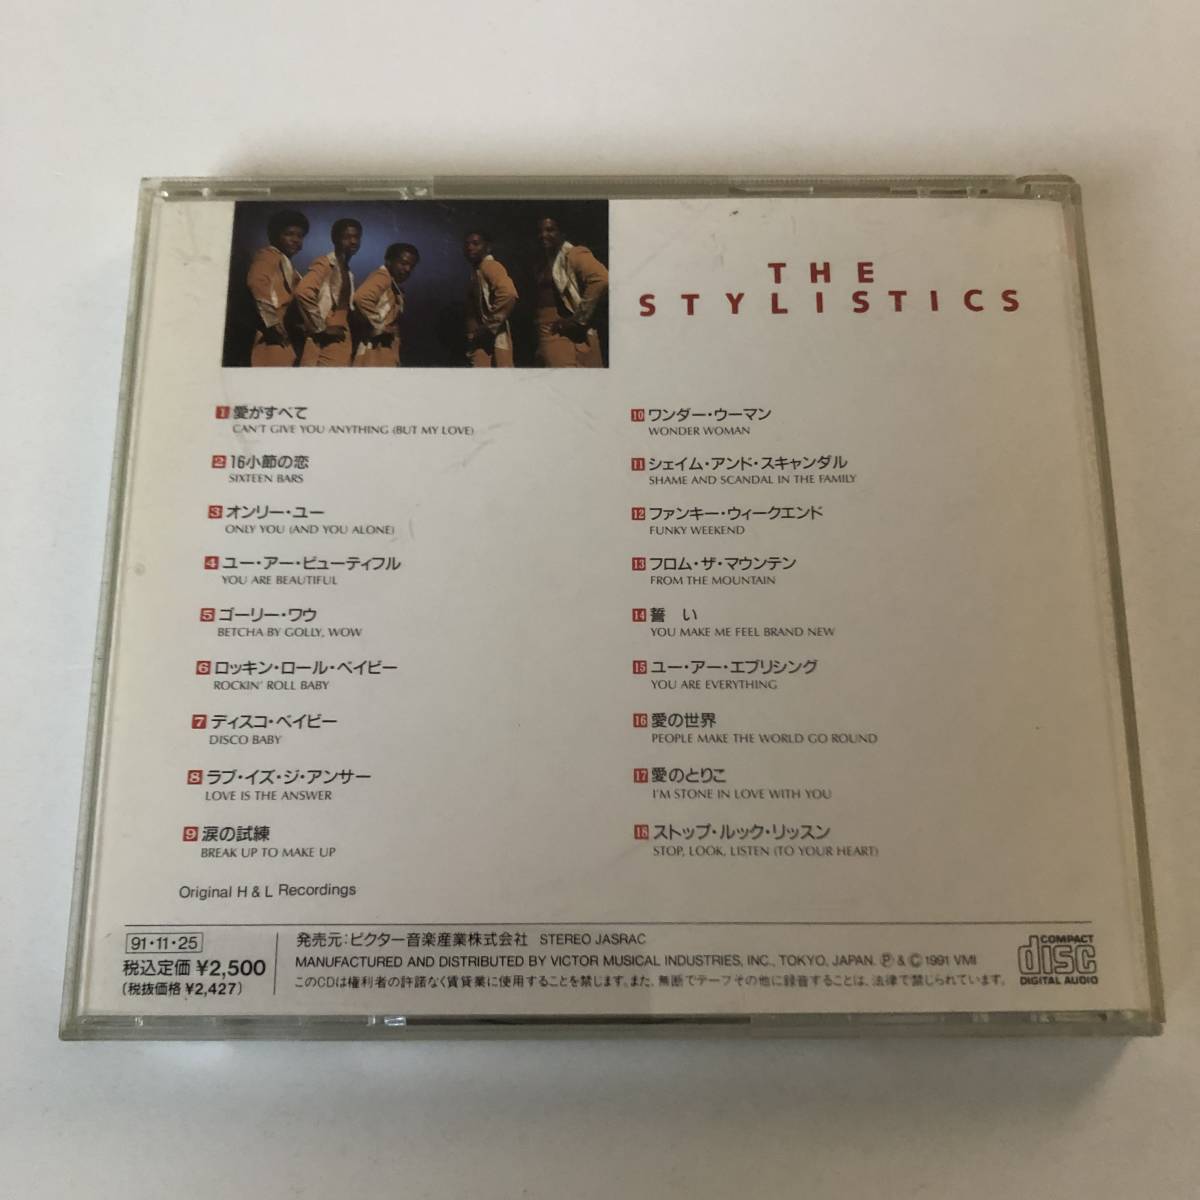 THE
STYLISTICS
1 愛がすべて
CAN'T GIVE YOU ANYTHING (BUT MY LOVE)
2 16小節の恋
SIXTEEN BARS
3 オンリー・ユー
ONLY YOU (AND YOU ALONE)
4 ユー・アー・ビューティフル
YOU ARE BEAUTIFUL
5 ゴーリー・ワウ
BETCHA BY GOLLY, WOW
6 ロッキン・ロール・ベイビー
ROCKIN' ROLL BABY
7 ディスコ・ベイビー
DISCO BABY
8 ラブ・イズ・ジ・アンサー
LOVE IS THE ANSWER
9 涙の試練
BREAK UP TO MAKE UP
10 ワンダー・ウーマン
WONDER WOMAN
11 シェイム・アンド・スキャンダル
SHAME AND SCANDAL IN THE FAMILY
12 ファンキー・ウィークエンド
FUNKY WEEKEND
13 フロム・ザ・マウンテン
FROM THE MOUNTAIN
14 誓 い
YOU MAKE ME FEEL BRAND NEW
15 ユー・アー・エブリシング
YOU ARE EVERYTHING
16 愛の世界
PEOPLE MAKE THE WORLD GO ROUND
17 愛のとりこ
I'M STONE IN LOVE WITH YOU
18 ストップ・ルック・リッスン
STOP, LOOK, LISTEN (TO YOUR HEART)
Original H & L Recordings
91・11・25
税込定価 ¥2,500
(税抜価格 ¥2,427)
発売元:ビクター音楽産業株式会社 STEREO JASRAC
MANUFACTURED AND DISTRIBUTED BY VICTOR MUSICAL INDUSTRIES, INC., TOKYO, JAPAN. Ⓟ & © 1991 VMI
このCDは権利者の許諾なく賃貸業に使用することを禁じます。また、無断でテープその他に録音することは、法律で禁じられています。
COMPACT
disc
DIGITAL AUDIO